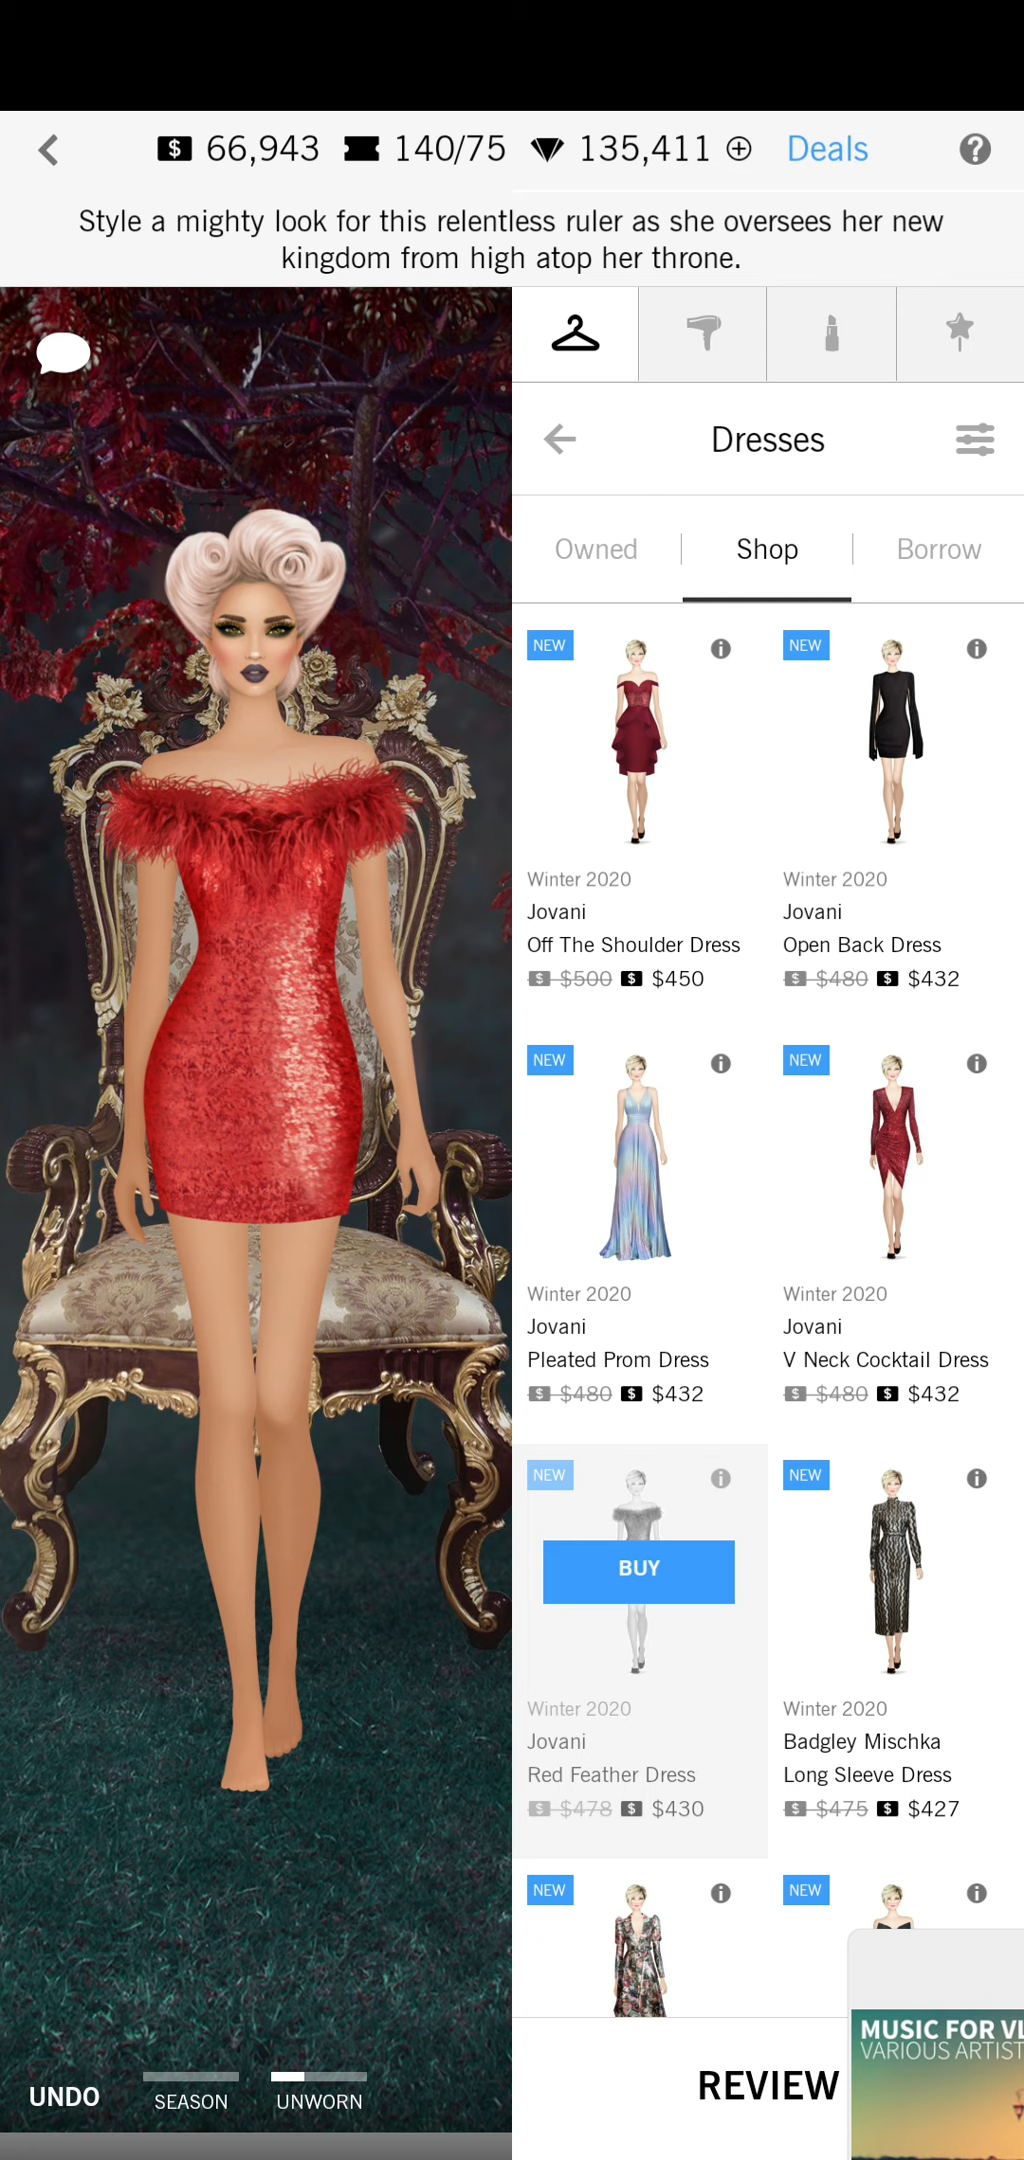 66,943 140/75 135,411 Deals
Style a mighty look for this relentless ruler as she oversees her new
kingdom from high atop her throne.
Dresses
Owned Shop Borrow
NEW
Winter 2020
Jovani
Off The Shoulder Dress
$500 $450
NEW
Winter 2020
Jovani
Open Back Dress
$480 $432
NEW
Winter 2020
Jovani
Pleated Prom Dress
$480 $432
NEW
Winter 2020
Jovani
V Neck Cocktail Dress
$480 $432
NEW
BUY
Winter 2020
Jovani
Red Feather Dress
$478 $430
NEW
Winter 2020
Badgley Mischka
Long Sleeve Dress
$475 $427
NEW
NEW
UNDO
SEASON
UNWORN
REVIEW
MUSIC FOR
VARIOUS